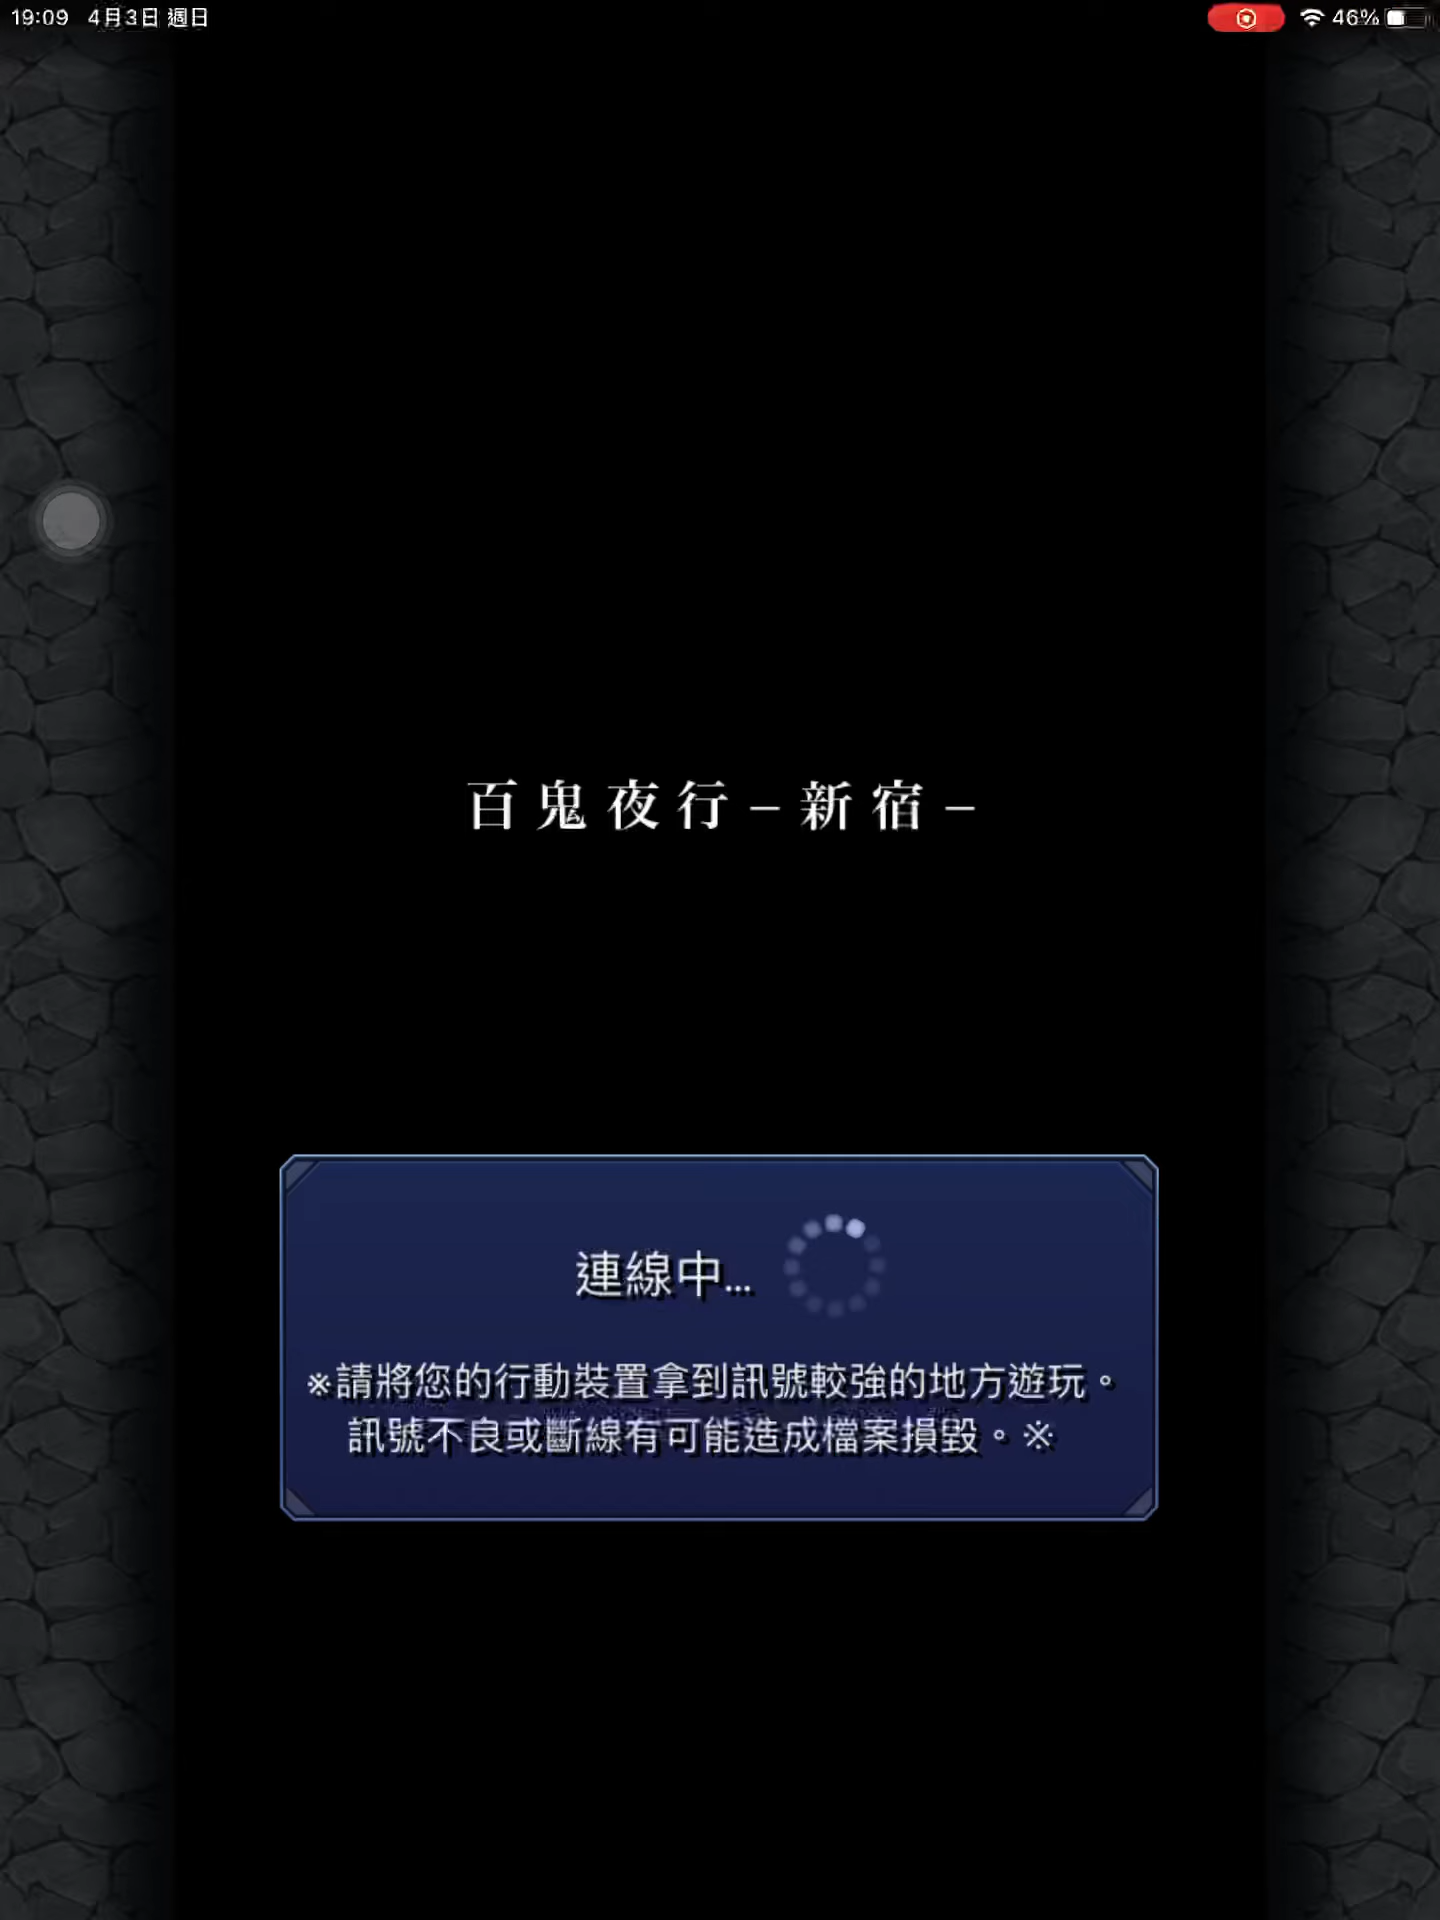 19:09 4月3日 週日
46%
百鬼夜行–新宿–
連線中...
※請將您的行動裝置拿到訊號較強的地方遊玩。
訊號不良或斷線有可能造成檔案損毀。※